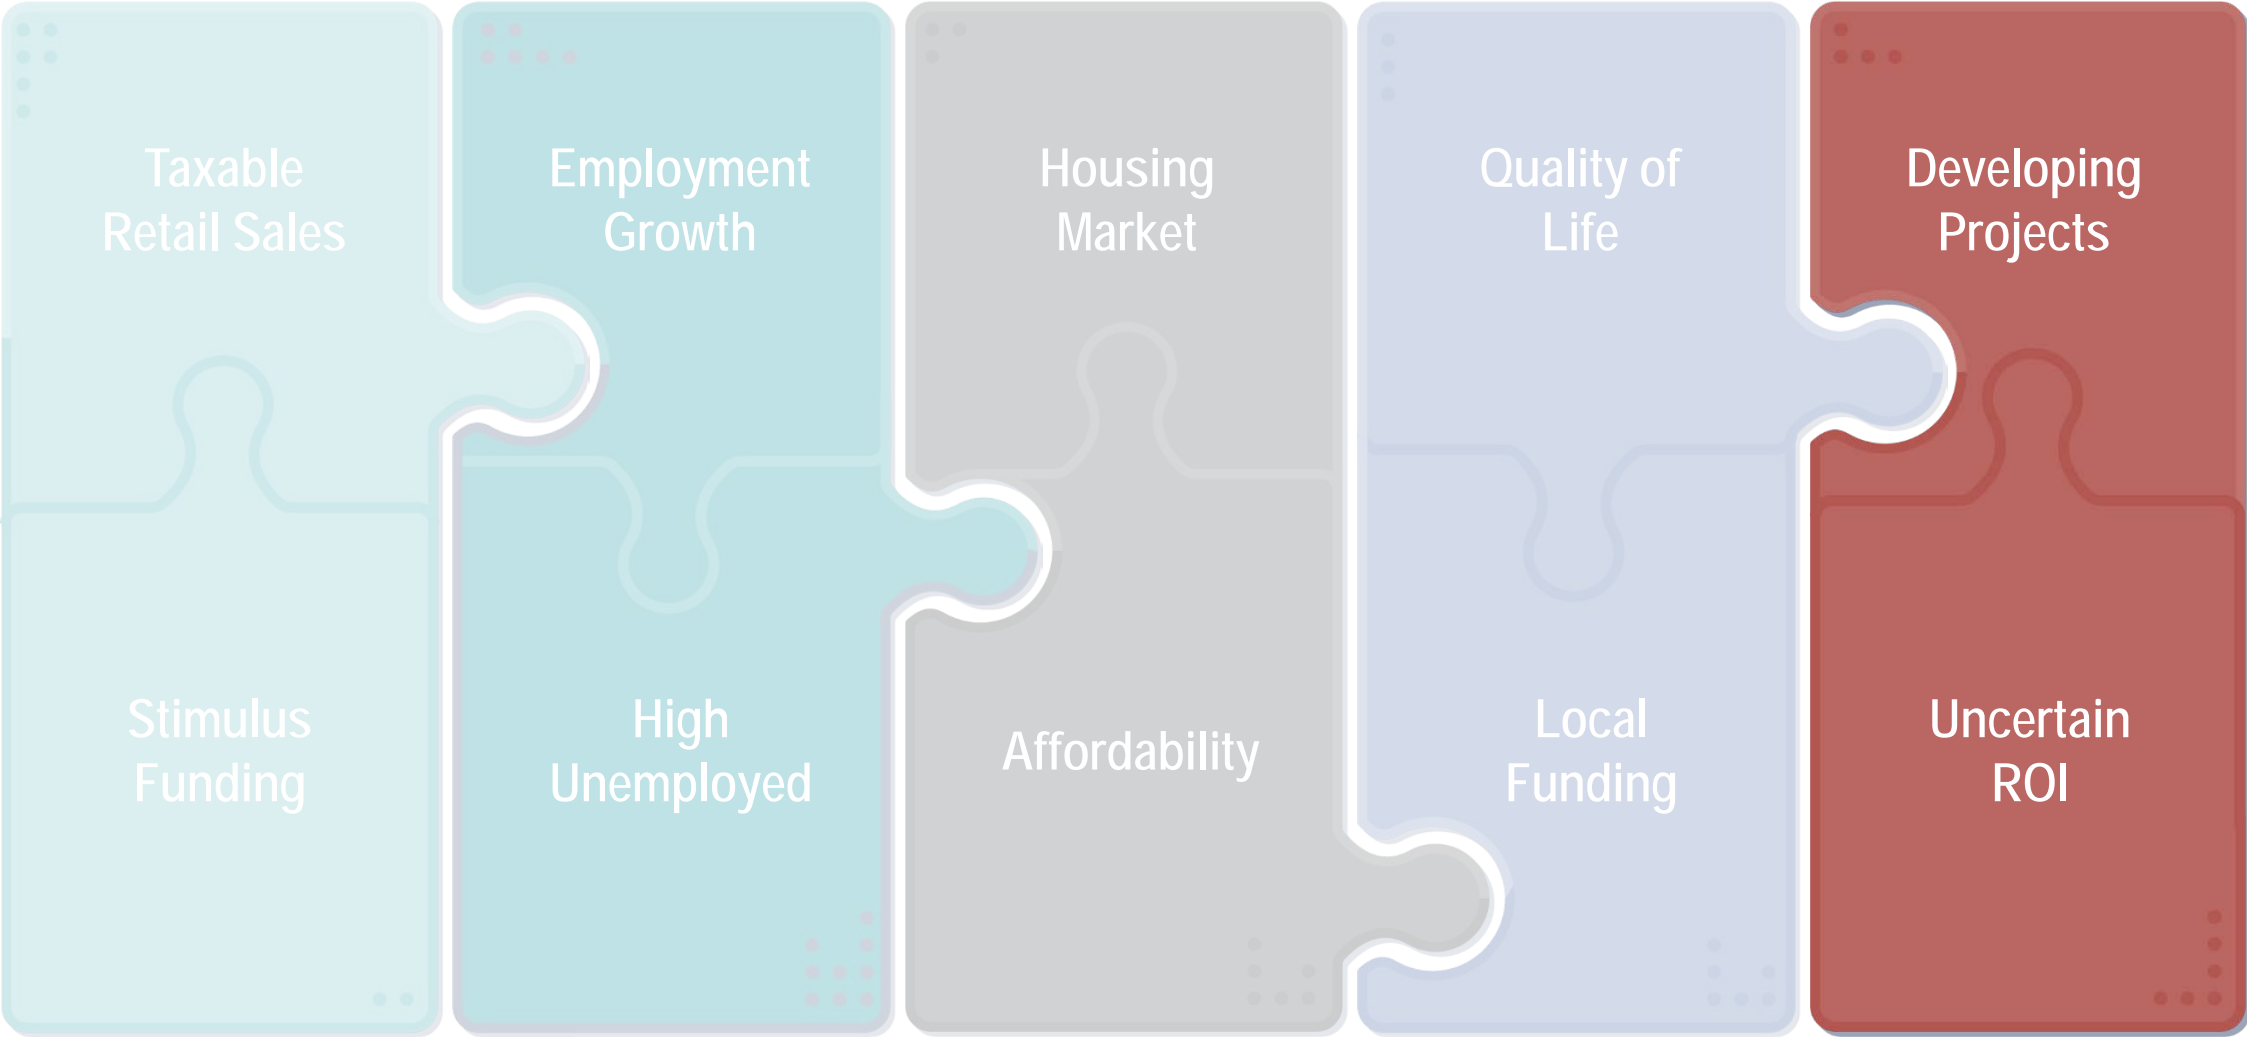 Taxable
Retail Sales
Employment
Growth
Housing
Market
Quality of
Life
Developing
Projects
Stimulus
Funding
High
Unemployed
Affordability
Local
Funding
Uncertain
ROI